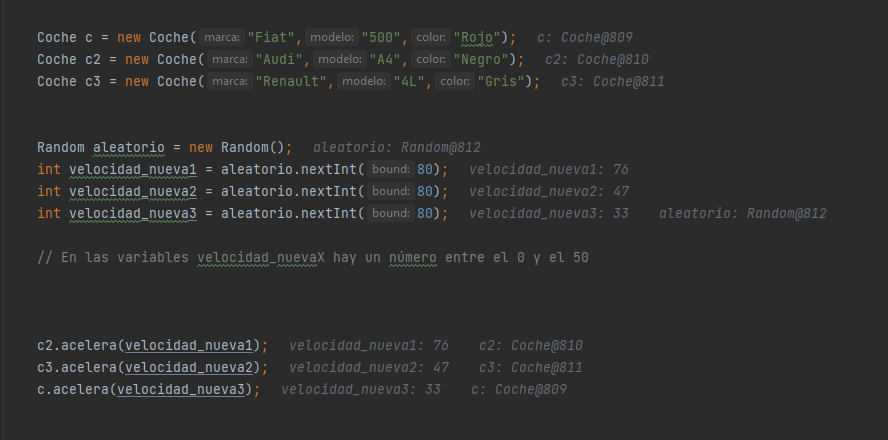 Coche c = new Coche( marca: "Fiat", modelo: "500", color: "Rojo");   c: Coche@809
Coche c2 = new Coche( marca: "Audi", modelo: "A4", color: "Negro");   c2: Coche@810
Coche c3 = new Coche( marca: "Renault", modelo: "4L", color: "Gris");   c3: Coche@811
Random aleatorio = new Random();   aleatorio: Random@812
int velocidad_nueva1 = aleatorio.nextInt( bound: 80);   velocidad_nueva1: 76
int velocidad_nueva2 = aleatorio.nextInt( bound: 80);   velocidad_nueva2: 47
int velocidad_nueva3 = aleatorio.nextInt( bound: 80);   velocidad_nueva3: 33    aleatorio: Random@812
// En las variables velocidad_nuevaX hay un número entre el 0 y el 50
c2.acelera(velocidad_nueva1);   velocidad_nueva1: 76    c2: Coche@810
c3.acelera(velocidad_nueva2);   velocidad_nueva2: 47    c3: Coche@811
c.acelera(velocidad_nueva3);   velocidad_nueva3: 33    c: Coche@809